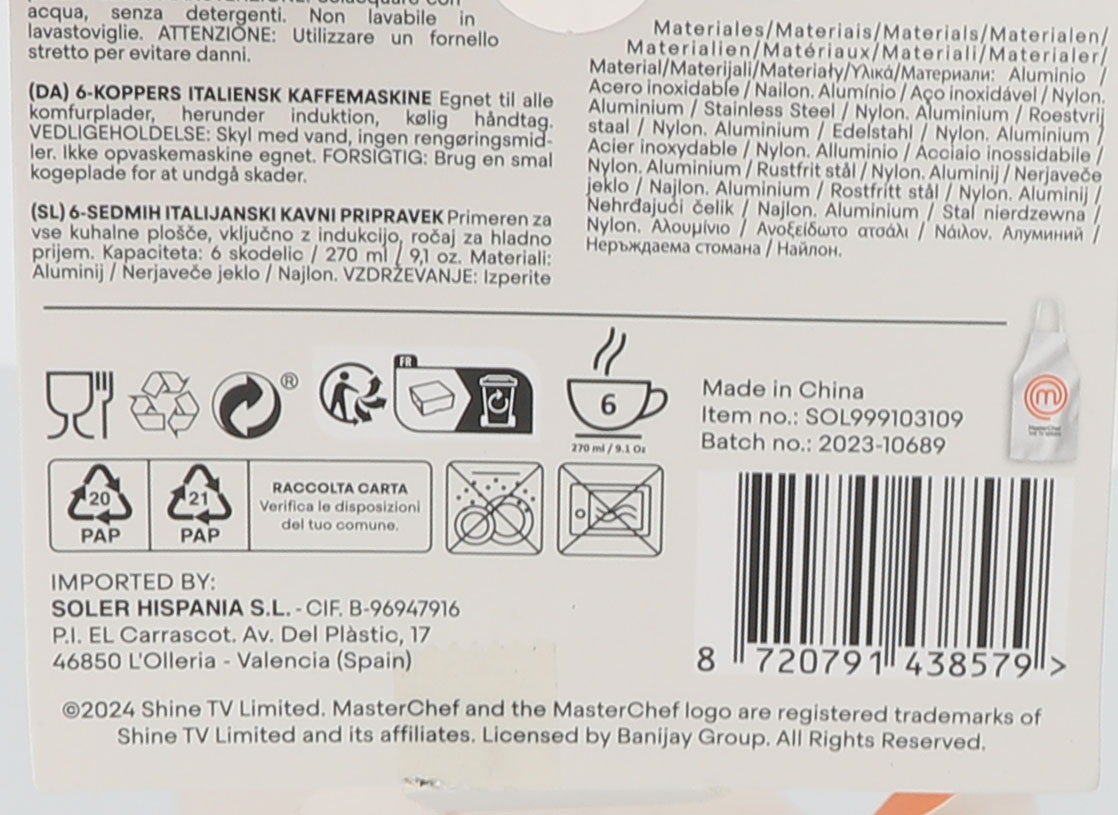 acqua, senza detergenti. Non lavabile in
lavastoviglie. ATTENZIONE: Utilizzare un fornello
stretto per evitare danni.
(DA) 6-KOPPERS ITALIENSK KAFFEMASKINE Egnet til alle
komfurplader, herunder induktion, kølig håndtag.
VEDLIGEHOLDELSE: Skyl med vand, ingen rengøringsmid-
ler. Ikke opvaskemaskine egnet. FORSIGTIG: Brug en smal
kogeplade for at undgå skader.
(SL) 6-SEDMIH ITALIJANSKI KAVNI PRIPRAVEK Primeren za
vse kuhalne plošče, vključno z indukcijo, ročaj za hladno
prijem. Kapaciteta: 6 skodelic / 270 ml / 9,1 oz. Materiali:
Aluminij / Nerjaveče jeklo / Najlon. VZDRŽEVANJE: Izperite
Materiales/Materiais/Materials/Materialen/
Materialien/Matériaux/Materiali/Materialer/
Material/Materijali/Materiały/Υλικά/Материали: Aluminio /
Acero inoxidable / Nailon. Alumínio / Aço inoxidável / Nylon.
Aluminium / Stainless Steel / Nylon. Aluminium / Roestvrij
staal / Nylon. Aluminium / Edelstahl / Nylon. Aluminium /
Acier inoxydable / Nylon. Alluminio / Acciaio inossidabile /
Nylon. Aluminium / Rustfrit stål / Nylon. Aluminij / Nerjaveče
jeklo / Najlon. Aluminium / Rostfritt stål / Nylon. Aluminij /
Nehrđajući čelik / Najlon. Aluminium / Stal nierdzewna /
Nylon. Αλουμίνιο / Ανοξείδωτο ατσάλι / Νάιλον. Алуминий /
Неръждаема стомана / Найлон.
®
FR
6
270 ml / 9.1 Oz
Made in China
Item no.: SOL999103109
Batch no.: 2023-10689
m
MasterChef
20
PAP
21
PAP
RACCOLTA CARTA
Verifica le disposizioni
del tuo comune.
IMPORTED BY:
SOLER HISPANIA S.L. - CIF. B-96947916
P.I. EL Carrascot. Av. Del Plàstic, 17
46850 L'Olleria - Valencia (Spain)
8 720791 438579 >
©2024 Shine TV Limited. MasterChef and the MasterChef logo are registered trademarks of
Shine TV Limited and its affiliates. Licensed by Banijay Group. All Rights Reserved.